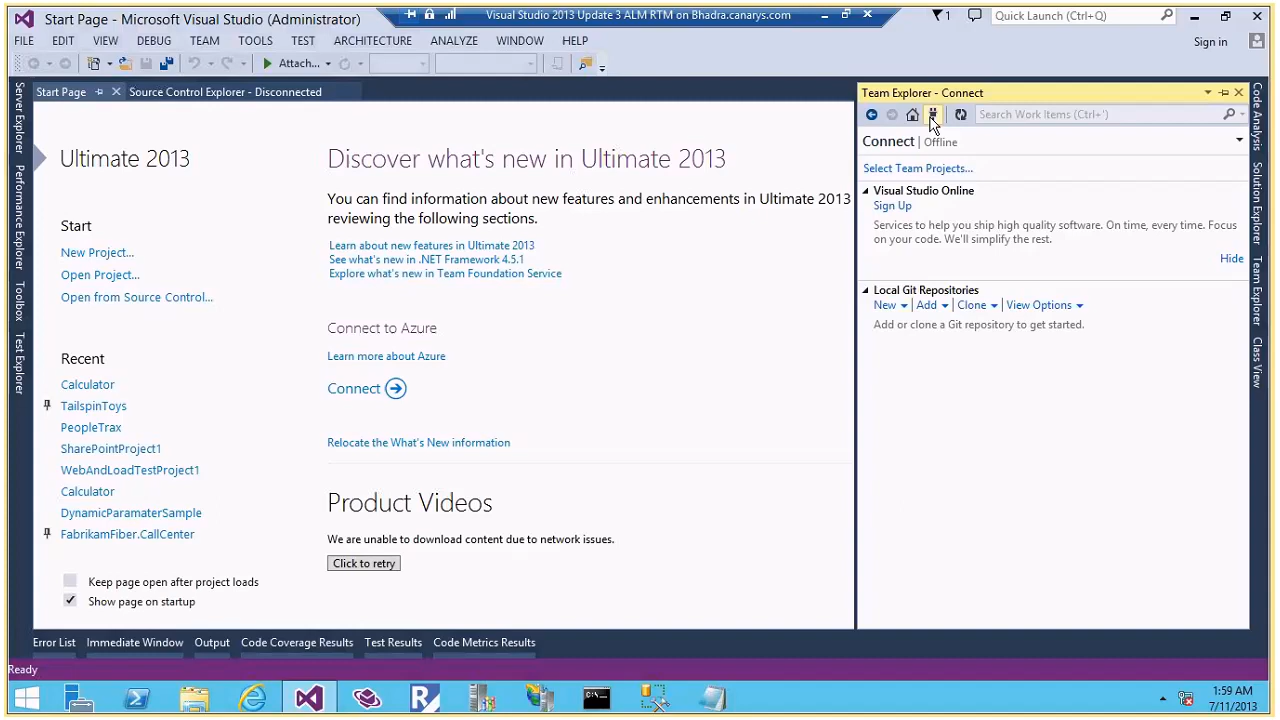 Start Page - Microsoft Visual Studio (Administrator)
Visual Studio 2013 Update 3 ALM RTM on Bhadra.canarys.com
1
Quick Launch (Ctrl+Q)
FILE EDIT VIEW DEBUG TEAM TOOLS TEST ARCHITECTURE ANALYZE WINDOW HELP
Sign in
Attach...
Server Explorer
Performance Explorer
Toolbox
Test Explorer
Start Page
Source Control Explorer - Disconnected
Ultimate 2013
Start
New Project...
Open Project...
Open from Source Control...
Recent
Calculator
TailspinToys
PeopleTrax
SharePointProject1
WebAndLoadTestProject1
Calculator
DynamicParamaterSample
FabrikamFiber.CallCenter
Keep page open after project loads
Show page on startup
Discover what's new in Ultimate 2013
You can find information about new features and enhancements in Ultimate 2013
reviewing the following sections.
Learn about new features in Ultimate 2013
See what's new in .NET Framework 4.5.1
Explore what's new in Team Foundation Service
Connect to Azure
Learn more about Azure
Connect
Relocate the What's New information
Product Videos
We are unable to download content due to network issues.
Click to retry
Team Explorer - Connect
Search Work Items (Ctrl+')
Connect | Offline
Select Team Projects...
Visual Studio Online
Sign Up
Services to help you ship high quality software. On time, every time. Focus
on your code. We'll simplify the rest.
Hide
Local Git Repositories
New | Add | Clone | View Options
Add or clone a Git repository to get started.
Code Analysis
Solution Explorer
Team Explorer
Class View
Error List Immediate Window Output Code Coverage Results Test Results Code Metrics Results
Ready
1:59 AM
7/11/2013